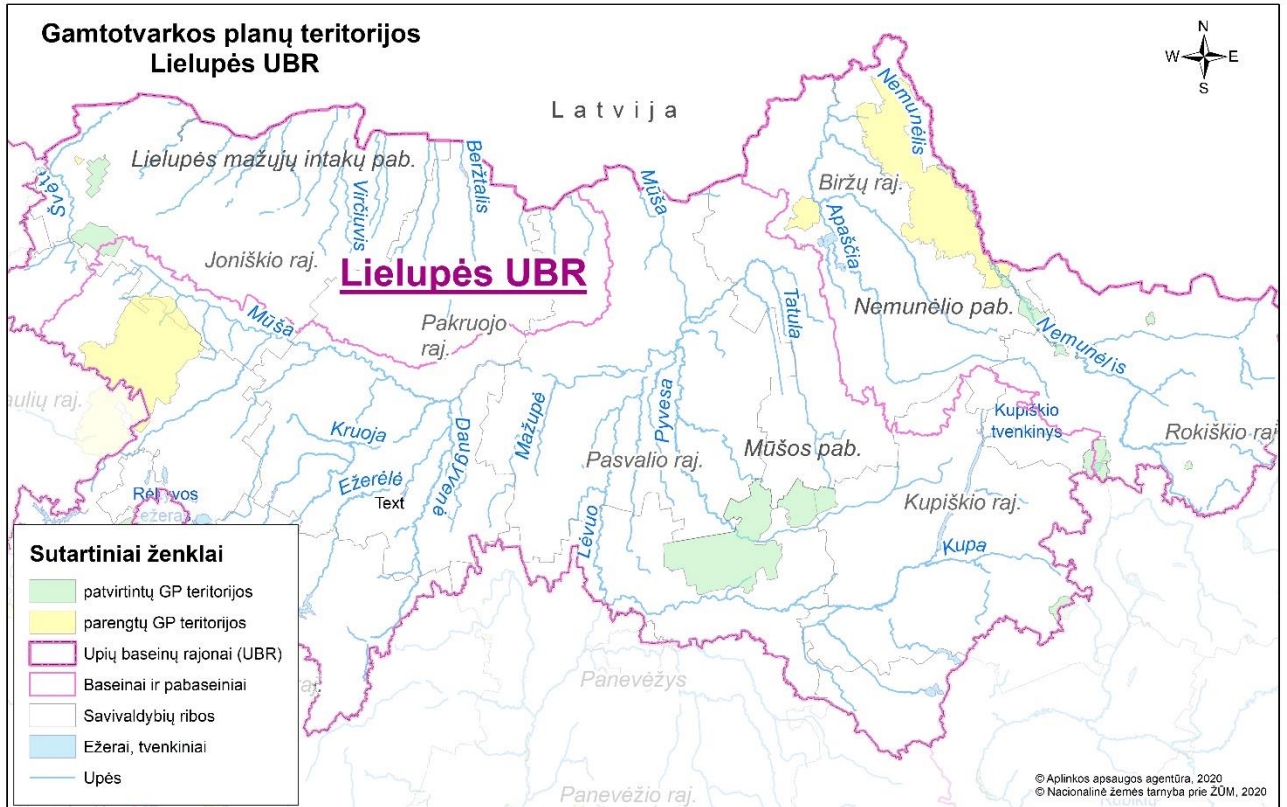 Gamtotvarkos planų teritorijos
Lielupės UBR
N
W
E
S
Latvija
Nemunėlis
Lielupės mažųjų intakų pab.
Švėtė
Virčiuvis
Beržtalis
Mūša
Biržų raj.
Apaščia
Joniškio raj.
Lielupės UBR
Mūša
Pakruojo
raj.
Tatula
Nemunėlio pab.
Nemunėlis
aulių raj.
Kruoja
Daugyvenė
Mažupė
Pyvesa
Pasvalio raj.
Mūšos pab.
Kupiškio
tvenkinys
Rokiškio raj
Ežerėlė
Text
Lėvuo
Kupiškio raj.
Kupa
Sutartiniai ženklai
patvirtintų GP teritorijos
parengtų GP teritorijos
Upių baseinų rajonai (UBR)
Baseinai ir pabaseiniai
Savivaldybių ribos
Ežerai, tvenkiniai
Upės
Panevėžys
Panevėžio raj.
© Aplinkos apsaugos agentūra, 2020
© Nacionalinė žemės tarnyba prie ŽŪM, 2020